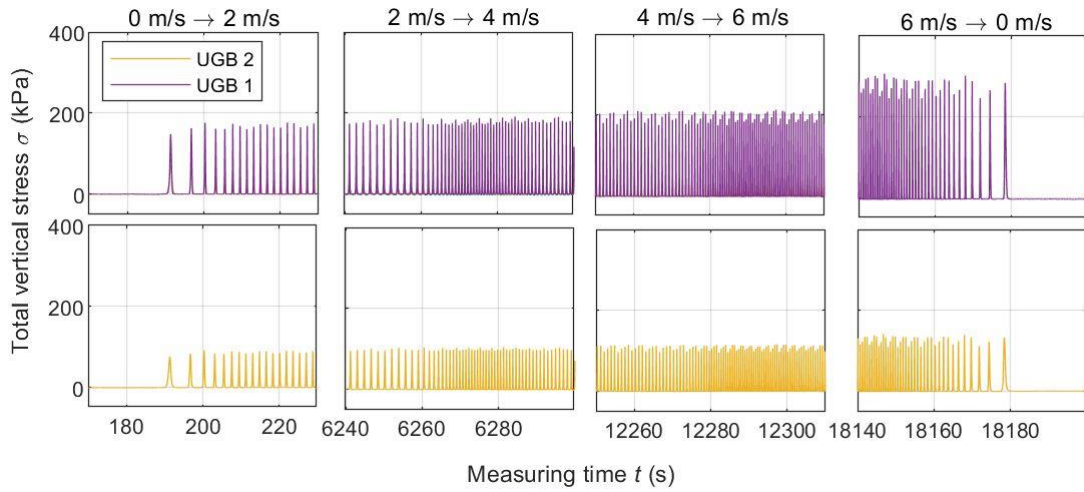 0 m/s → 2 m/s
2 m/s → 4 m/s
4 m/s → 6 m/s
6 m/s → 0 m/s
Total vertical stress σ (kPa)
400
200
0
UGB 2
UGB 1
400
200
0
180 200 220
6240 6260 6280
12260 12280 12300
18140 18160 18180
Measuring time t (s)